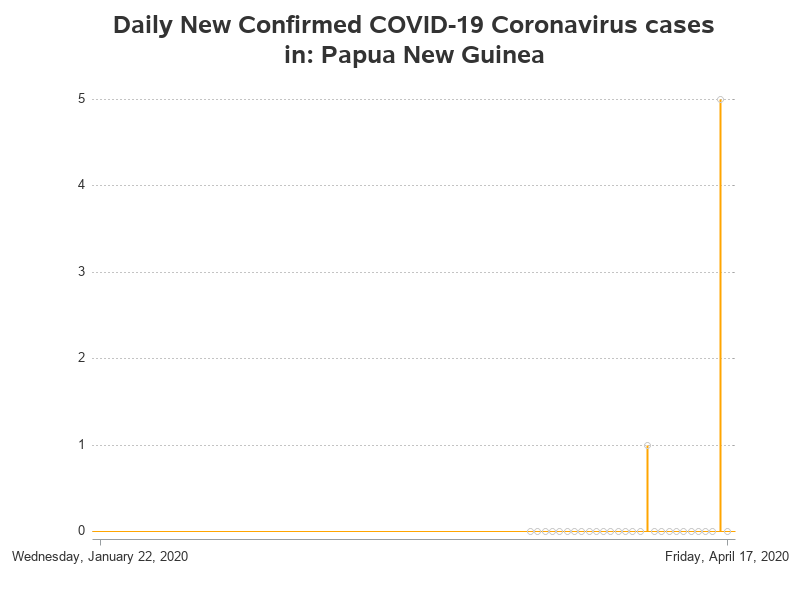 Daily New Confirmed COVID-19 Coronavirus cases
in: Papua New Guinea
5
4
3
2
1
0
Wednesday, January 22, 2020
Friday, April 17, 2020